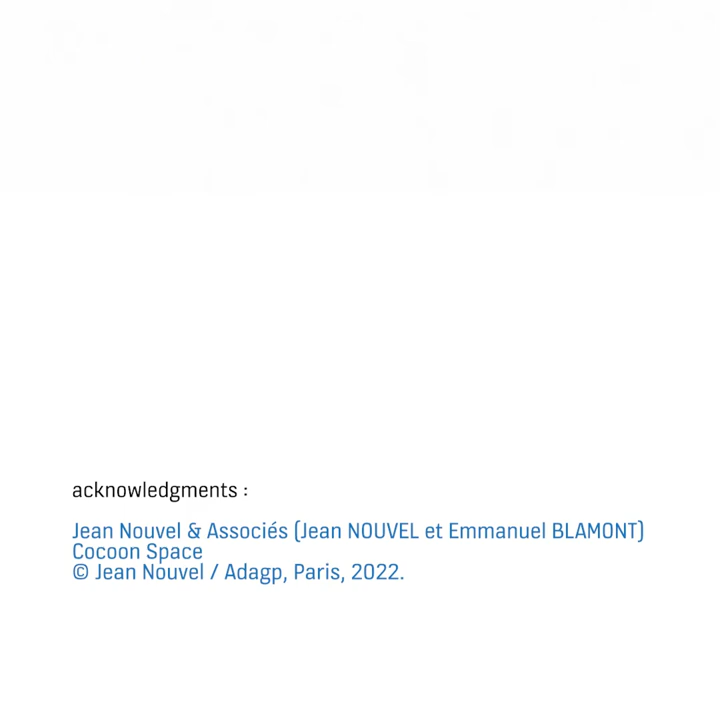 acknowledgments :
Jean Nouvel & Associés (Jean NOUVEL et Emmanuel BLAMONT)
Cocoon Space
© Jean Nouvel / Adagp, Paris, 2022.